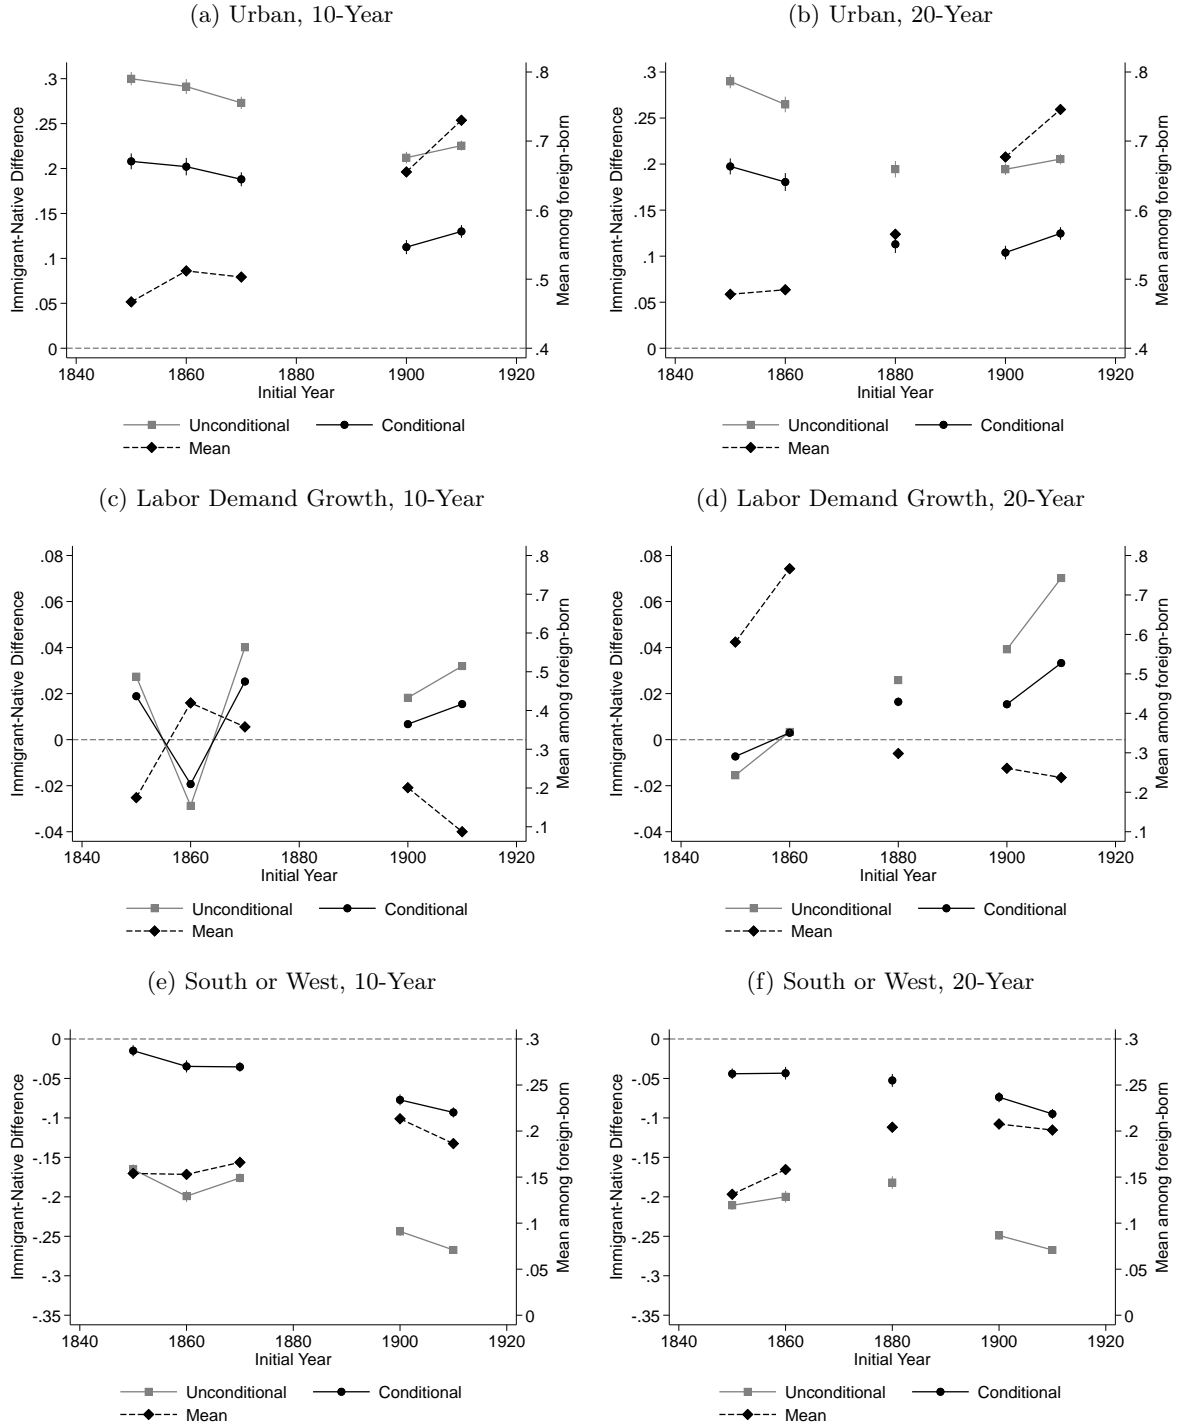 (a) Urban, 10-Year
Immigrant-Native Difference
.3
.25
.2
.15
.1
.05
0
.8
.7
.6
.5
.4
Mean among foreign-born
1840 1860 1880 1900 1920
Initial Year
Unconditional Conditional
Mean
(b) Urban, 20-Year
Immigrant-Native Difference
.3
.25
.2
.15
.1
.05
0
.8
.7
.6
.5
.4
Mean among foreign-born
1840 1860 1880 1900 1920
Initial Year
Unconditional Conditional
Mean
(c) Labor Demand Growth, 10-Year
Immigrant-Native Difference
.08
.06
.04
.02
0
-.02
-.04
.8
.7
.6
.5
.4
.3
.2
.1
Mean among foreign-born
1840 1860 1880 1900 1920
Initial Year
Unconditional Conditional
Mean
(d) Labor Demand Growth, 20-Year
Immigrant-Native Difference
.08
.06
.04
.02
0
-.02
-.04
.8
.7
.6
.5
.4
.3
.2
.1
Mean among foreign-born
1840 1860 1880 1900 1920
Initial Year
Unconditional Conditional
Mean
(e) South or West, 10-Year
Immigrant-Native Difference
0
-.05
-.1
-.15
-.2
-.25
-.3
-.35
.3
.25
.2
.15
.1
.05
0
Mean among foreign-born
1840 1860 1880 1900 1920
Initial Year
Unconditional Conditional
Mean
(f) South or West, 20-Year
Immigrant-Native Difference
0
-.05
-.1
-.15
-.2
-.25
-.3
-.35
.3
.25
.2
.15
.1
.05
0
Mean among foreign-born
1840 1860 1880 1900 1920
Initial Year
Unconditional Conditional
Mean